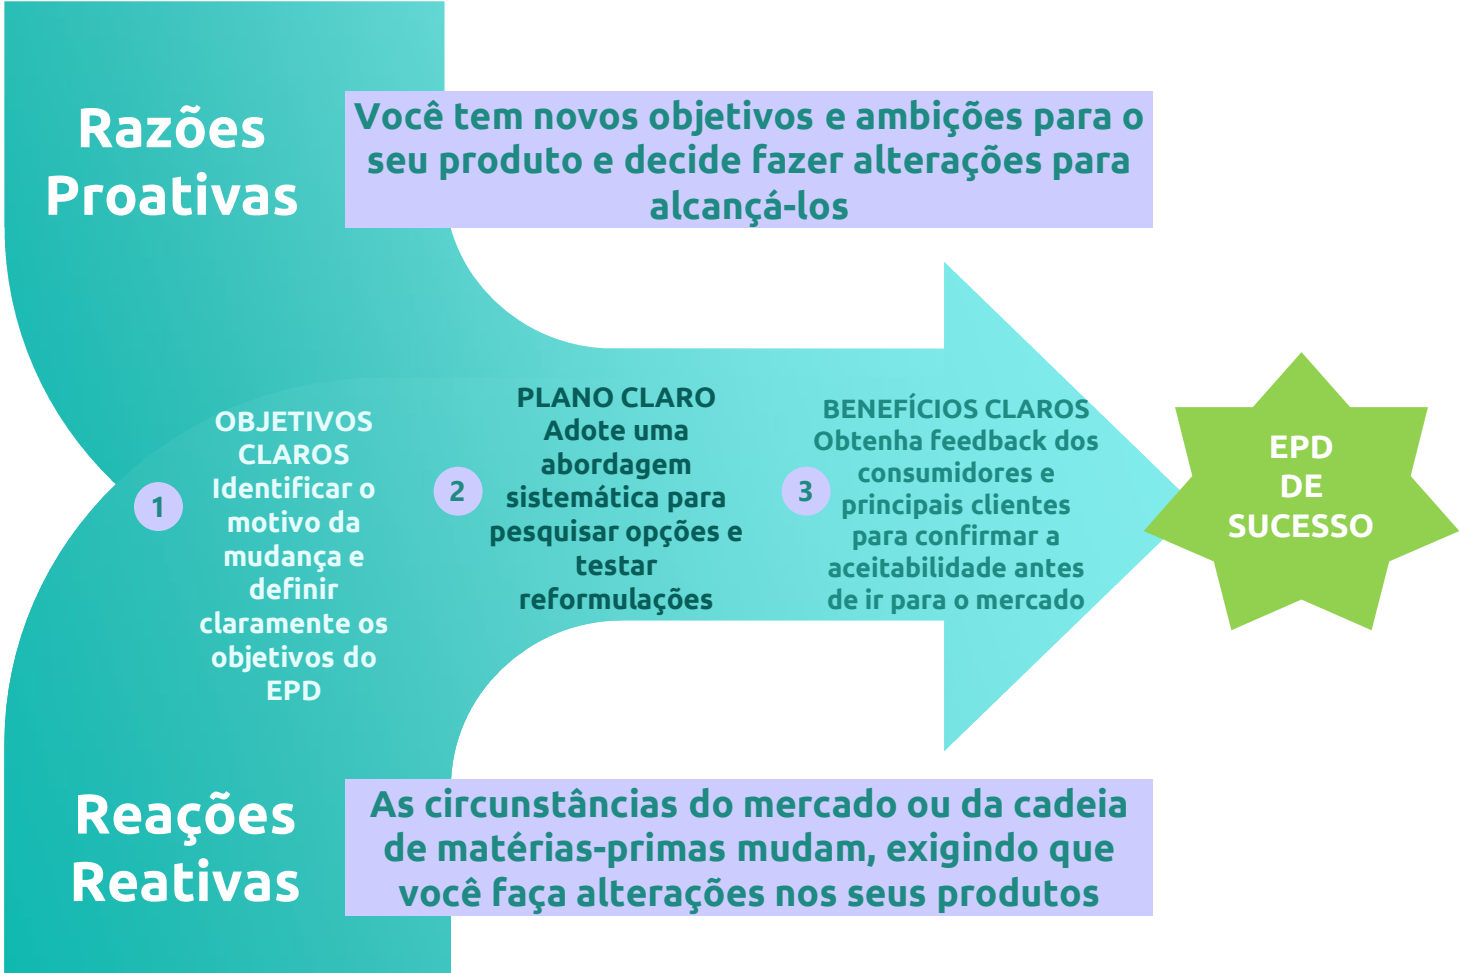 Razões
Proativas
Você tem novos objetivos e ambições para o
seu produto e decide fazer alterações para
alcançá-los
1
OBJETIVOS
CLAROS
Identificar o
motivo da
mudança e
definir
claramente os
objetivos do
EPD
2
PLANO CLARO
Adote uma
abordagem
sistemática para
pesquisar opções e
testar
reformulações
3
BENEFÍCIOS CLAROS
Obtenha feedback dos
consumidores e
principais clientes
para confirmar a
aceitabilidade antes
de ir para o mercado
EPD
DE
SUCESSO
Reações
Reativas
As circunstâncias do mercado ou da cadeia
de matérias-primas mudam, exigindo que
você faça alterações nos seus produtos